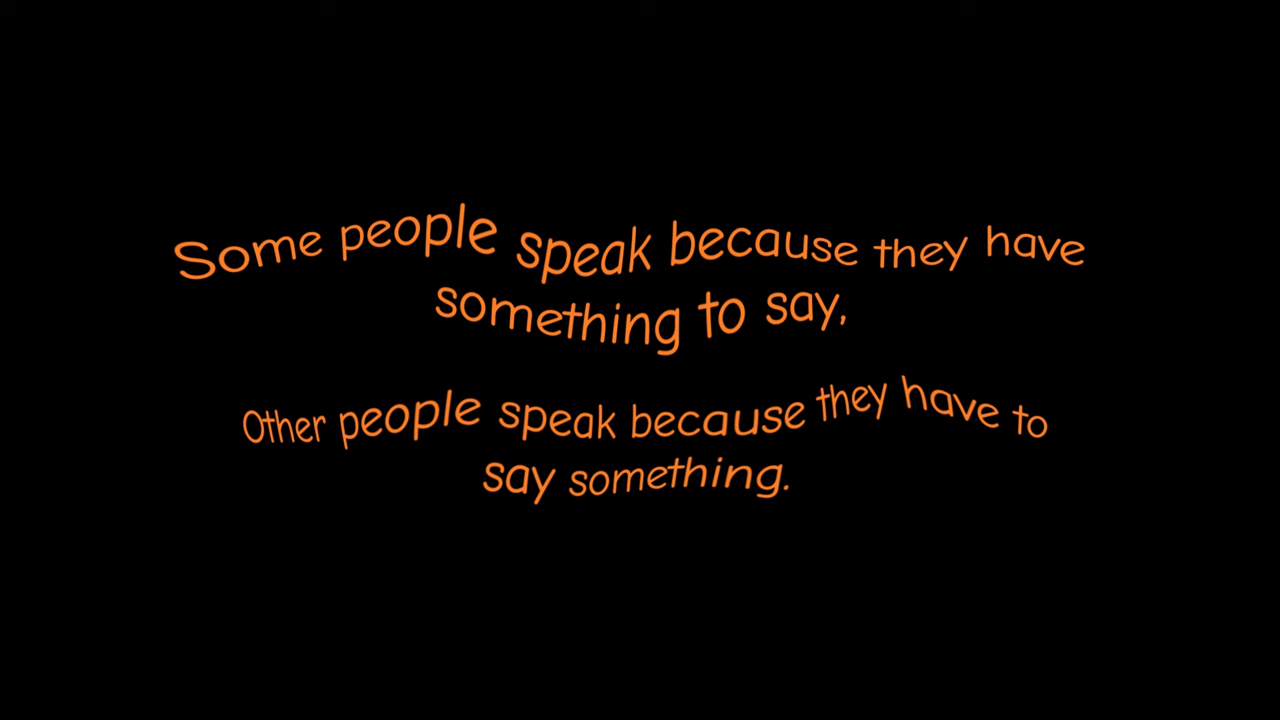 Some people speak because they have
something to say,
Other people speak because they have to
say something.